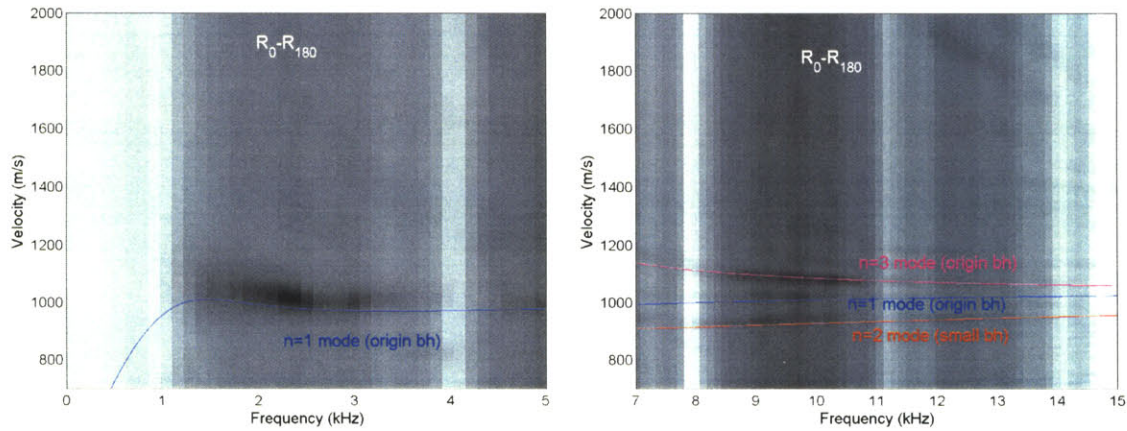 2000
1800
1600
1400
1200
1000
800
Velocity (m/s)
R0-R180
n=1 mode (origin bh)
0 1 2 3 4 5
Frequency (kHz)
2000
1800
1600
1400
1200
1000
800
Velocity (m/s)
R0-R180
n=3 mode (origin bh)
n=1 mode (origin bh)
n=2 mode (small bh)
7 8 9 10 11 12 13 14 15
Frequency (kHz)